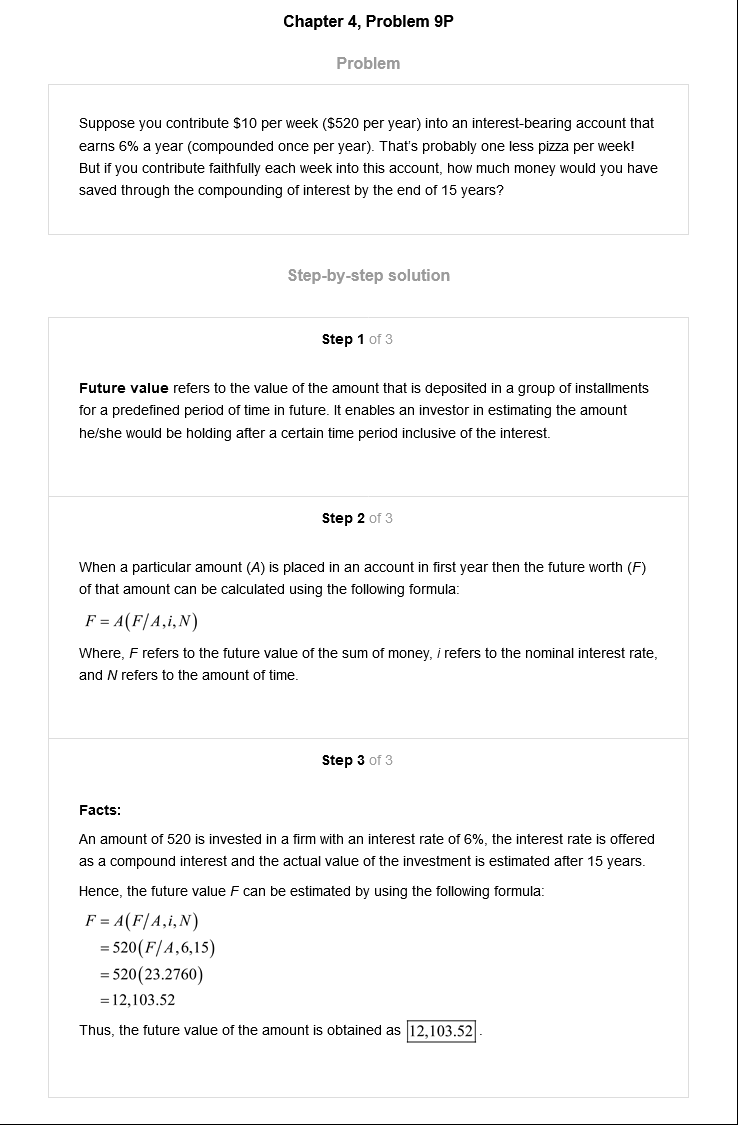 Chapter 4, Problem 9P
Problem
Suppose you contribute $10 per week ($520 per year) into an interest-bearing account that
earns 6% a year (compounded once per year). That's probably one less pizza per week!
But if you contribute faithfully each week into this account, how much money would you have
saved through the compounding of interest by the end of 15 years?
Step-by-step solution
Step 1 of 3
Future value refers to the value of the amount that is deposited in a group of installments
for a predefined period of time in future. It enables an investor in estimating the amount
he/she would be holding after a certain time period inclusive of the interest.
Step 2 of 3
When a particular amount (A) is placed in an account in first year then the future worth (F)
of that amount can be calculated using the following formula:
F = A(F/A,i,N)
Where, F refers to the future value of the sum of money, i refers to the nominal interest rate,
and N refers to the amount of time.
Step 3 of 3
Facts:
An amount of 520 is invested in a firm with an interest rate of 6%, the interest rate is offered
as a compound interest and the actual value of the investment is estimated after 15 years.
Hence, the future value F can be estimated by using the following formula:
F = A(F/A,i,N)
= 520(F/A,6,15)
= 520(23.2760)
= 12,103.52
Thus, the future value of the amount is obtained as 12,103.52.